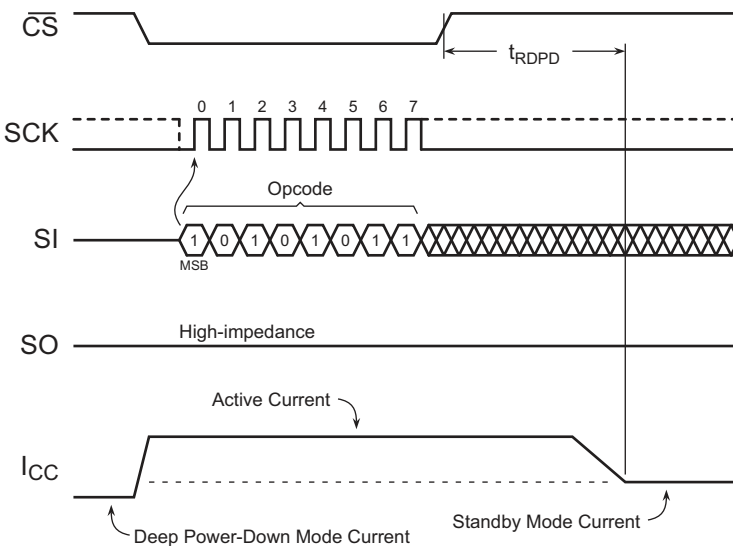 CS
tRDPD
0 1 2 3 4 5 6 7
SCK
Opcode
SI
1 0 1 0 1 0 1 1
MSB
High-impedance
SO
Active Current
ICC
Standby Mode Current
Deep Power-Down Mode Current